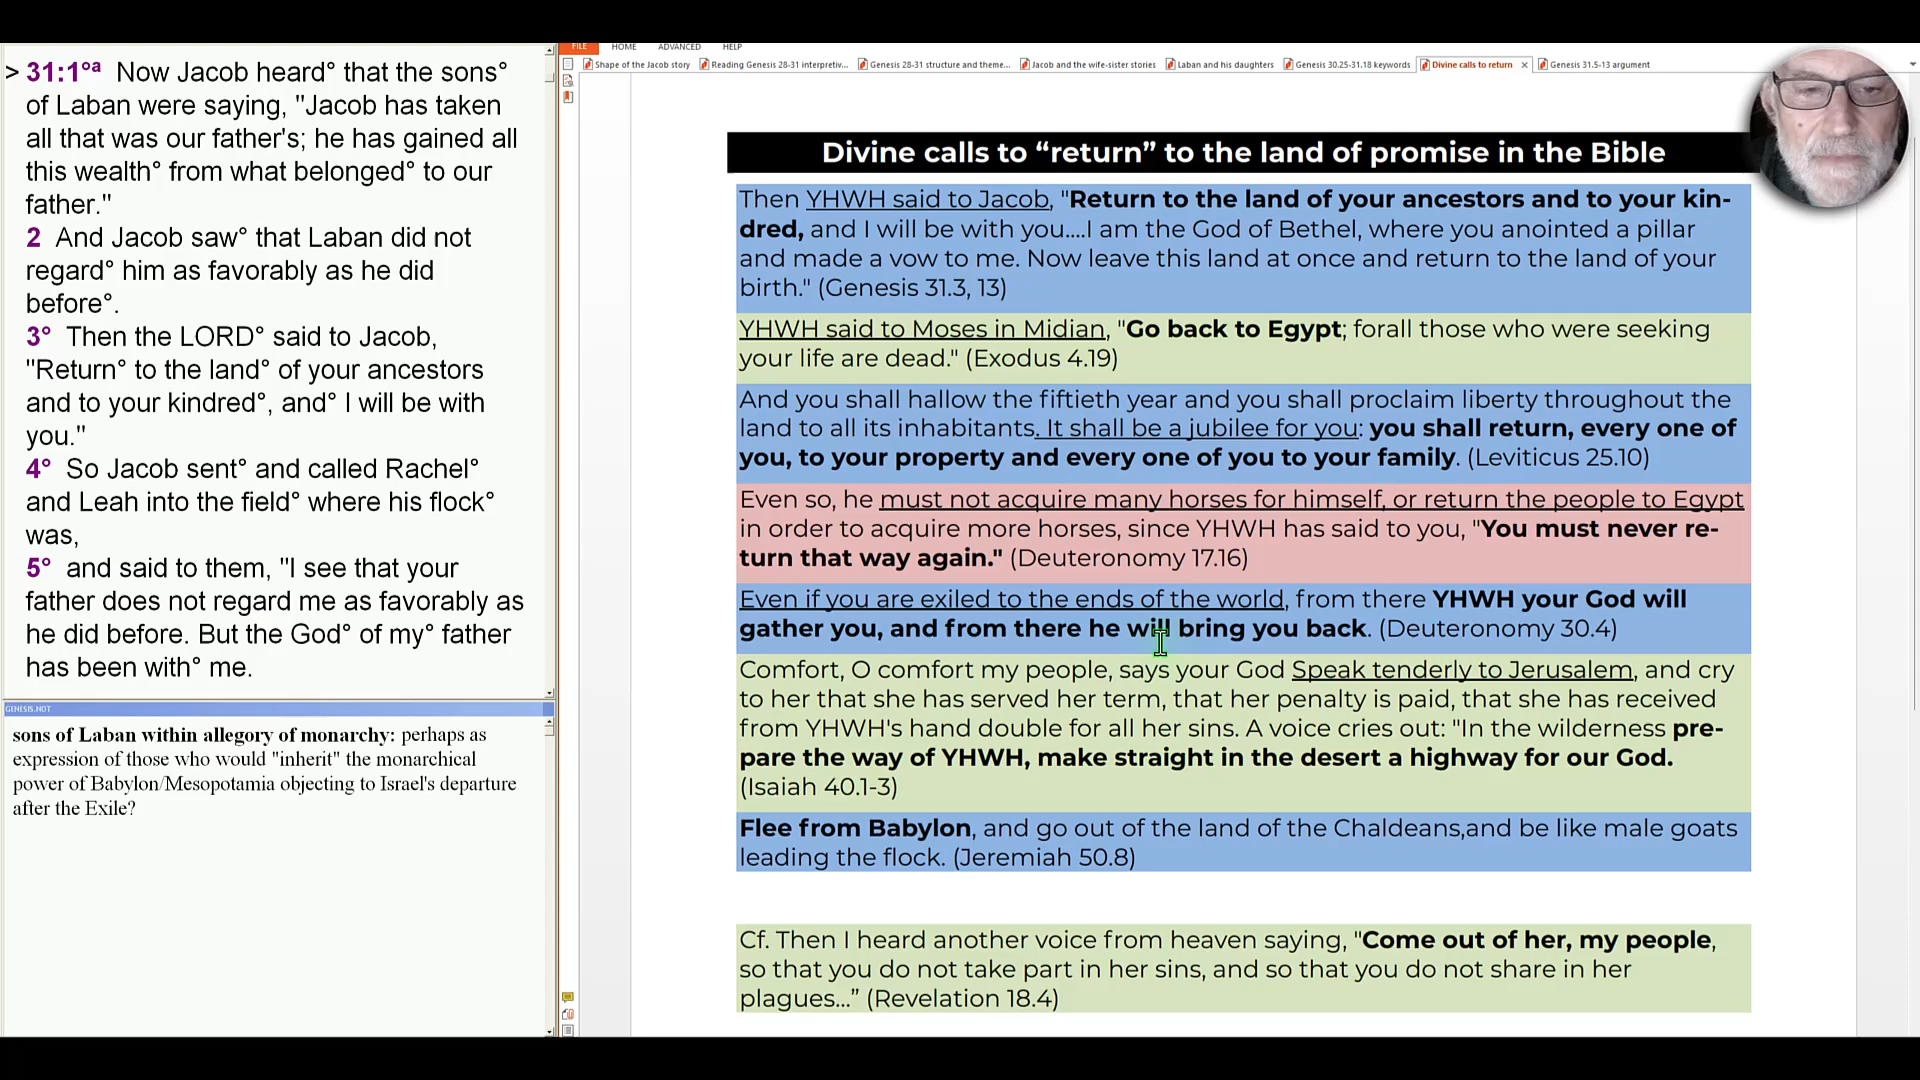 > 31:1°a Now Jacob heard° that the sons°
of Laban were saying, "Jacob has taken
all that was our father's; he has gained all
this wealth° from what belonged° to our
father."
2 And Jacob saw° that Laban did not
regard° him as favorably as he did
before°.
3° Then the LORD° said to Jacob,
"Return° to the land° of your ancestors
and to your kindred°, and° I will be with
you."
4° So Jacob sent° and called Rachel°
and Leah into the field° where his flock°
was,
5° and said to them, "I see that your
father does not regard me as favorably as
he did before. But the God° of my° father
has been with° me.
GENESIS.NOT
sons of Laban within allegory of monarchy: perhaps as
expression of those who would "inherit" the monarchical
power of Babylon/Mesopotamia objecting to Israel's departure
after the Exile?
FILE HOME ADVANCED HELP
Shape of the Jacob story Reading Genesis 28-31 interpretiv... Genesis 28-31 structure and theme... Jacob and the wife-sister stories Laban and his daughters Genesis 30.25-31.18 keywords Divine calls to return × Genesis 31.5-13 argument
Divine calls to “return” to the land of promise in the Bible
Then YHWH said to Jacob, "Return to the land of your ancestors and to your kin-
dred, and I will be with you....I am the God of Bethel, where you anointed a pillar
and made a vow to me. Now leave this land at once and return to the land of your
birth." (Genesis 31.3, 13)
YHWH said to Moses in Midian, "Go back to Egypt; forall those who were seeking
your life are dead." (Exodus 4.19)
And you shall hallow the fiftieth year and you shall proclaim liberty throughout the
land to all its inhabitants. It shall be a jubilee for you: you shall return, every one of
you, to your property and every one of you to your family. (Leviticus 25.10)
Even so, he must not acquire many horses for himself, or return the people to Egypt
in order to acquire more horses, since YHWH has said to you, "You must never re-
turn that way again." (Deuteronomy 17.16)
Even if you are exiled to the ends of the world, from there YHWH your God will
gather you, and from there he will bring you back. (Deuteronomy 30.4)
Comfort, O comfort my people, says your God Speak tenderly to Jerusalem, and cry
to her that she has served her term, that her penalty is paid, that she has received
from YHWH's hand double for all her sins. A voice cries out: "In the wilderness pre-
pare the way of YHWH, make straight in the desert a highway for our God.
(Isaiah 40.1-3)
Flee from Babylon, and go out of the land of the Chaldeans,and be like male goats
leading the flock. (Jeremiah 50.8)
Cf. Then I heard another voice from heaven saying, "Come out of her, my people,
so that you do not take part in her sins, and so that you do not share in her
plagues...” (Revelation 18.4)